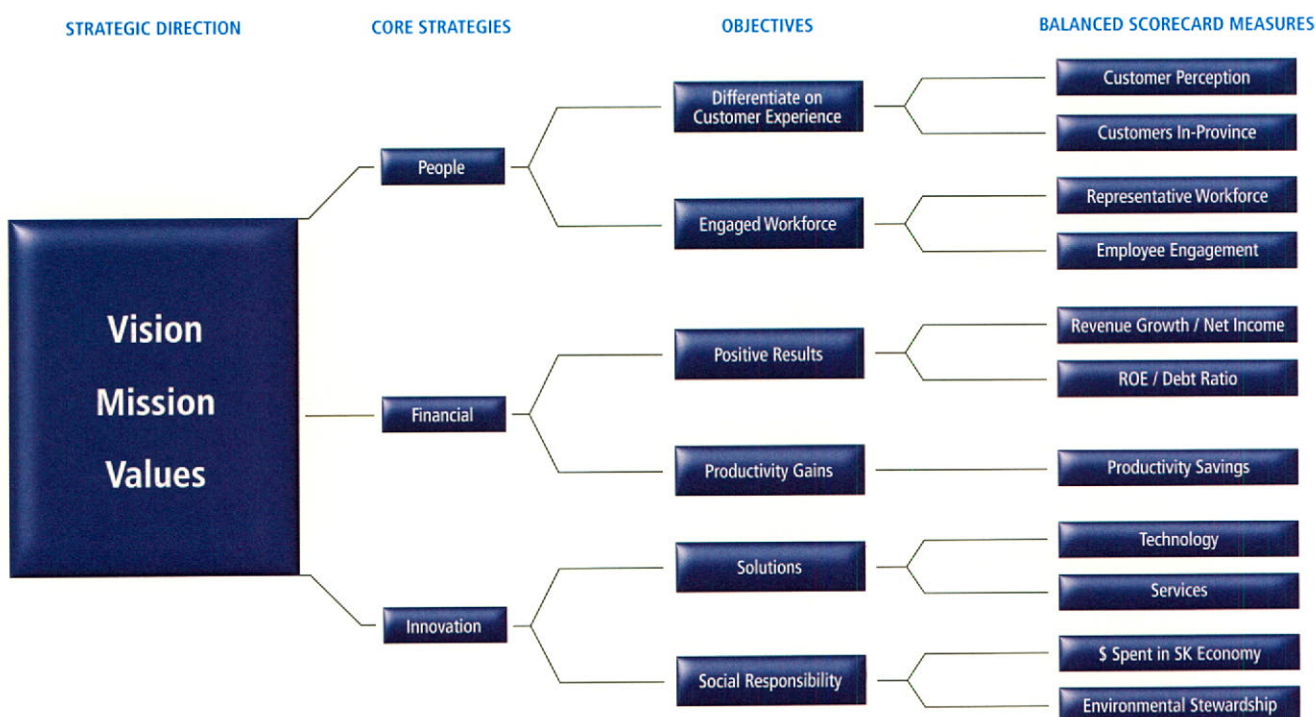 STRATEGIC DIRECTION
CORE STRATEGIES
OBJECTIVES
BALANCED SCORECARD MEASURES
Vision
Mission
Values
People
Differentiate on
Customer Experience
Customer Perception
Customers In-Province
Engaged Workforce
Representative Workforce
Employee Engagement
Financial
Positive Results
Revenue Growth / Net Income
ROE / Debt Ratio
Productivity Gains
Productivity Savings
Innovation
Solutions
Technology
Services
Social Responsibility
$ Spent in SK Economy
Environmental Stewardship